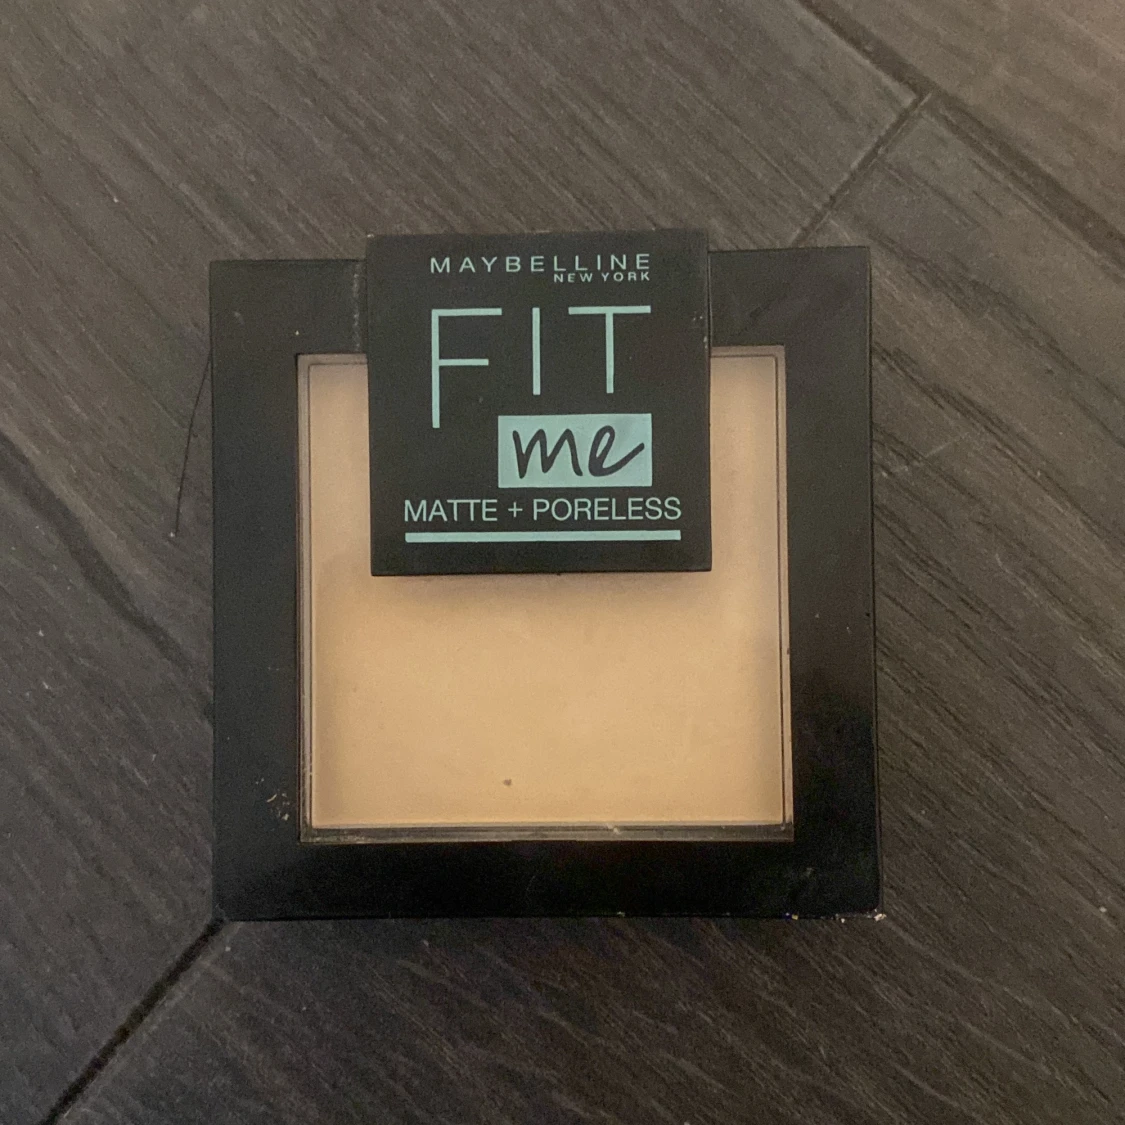 MAYBELLINE
NEW YORK
FIT
me
MATTE + PORELESS